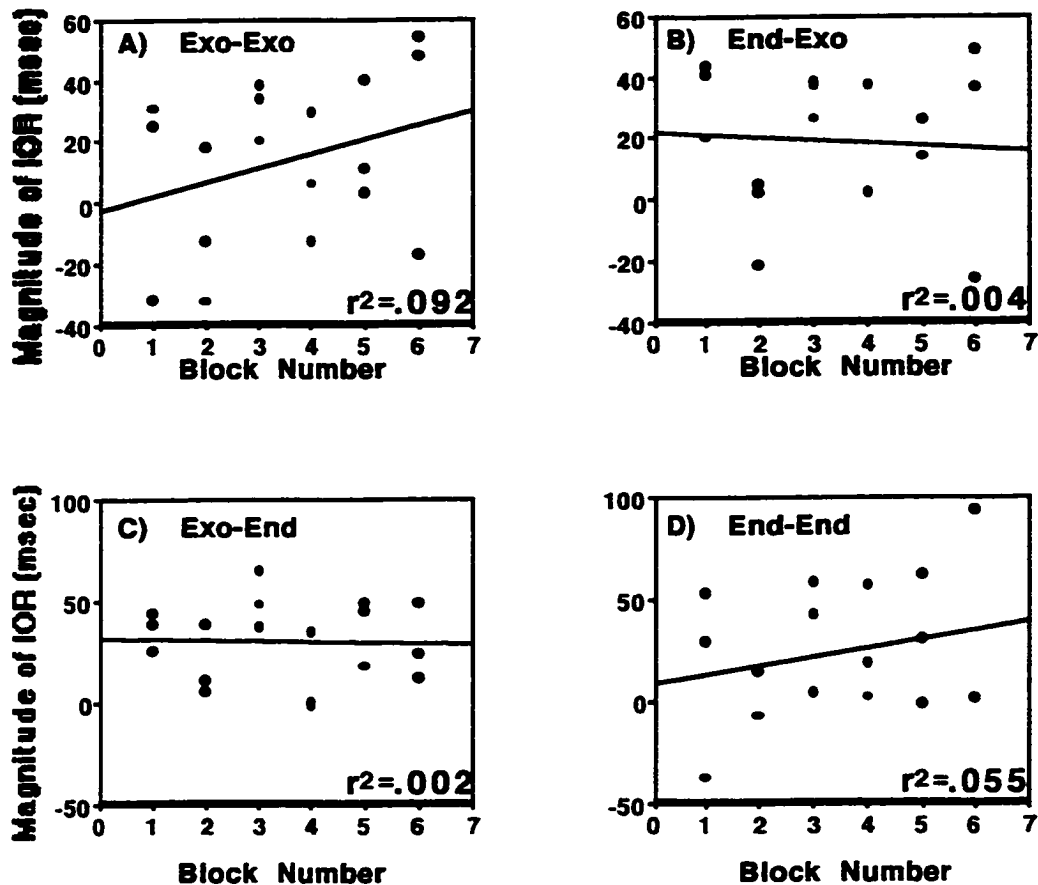 A) Exo-Exo
Magnitude of IOR (msec)
60
40
20
0
-20
-40
r2=.092
0 1 2 3 4 5 6 7
Block Number
B) End-Exo
60
40
20
0
-20
-40
r2=.004
0 1 2 3 4 5 6 7
Block Number
C) Exo-End
Magnitude of IOR (msec)
100
50
0
-50
r2=.002
0 1 2 3 4 5 6 7
Block Number
D) End-End
100
50
0
-50
r2=.055
0 1 2 3 4 5 6 7
Block Number